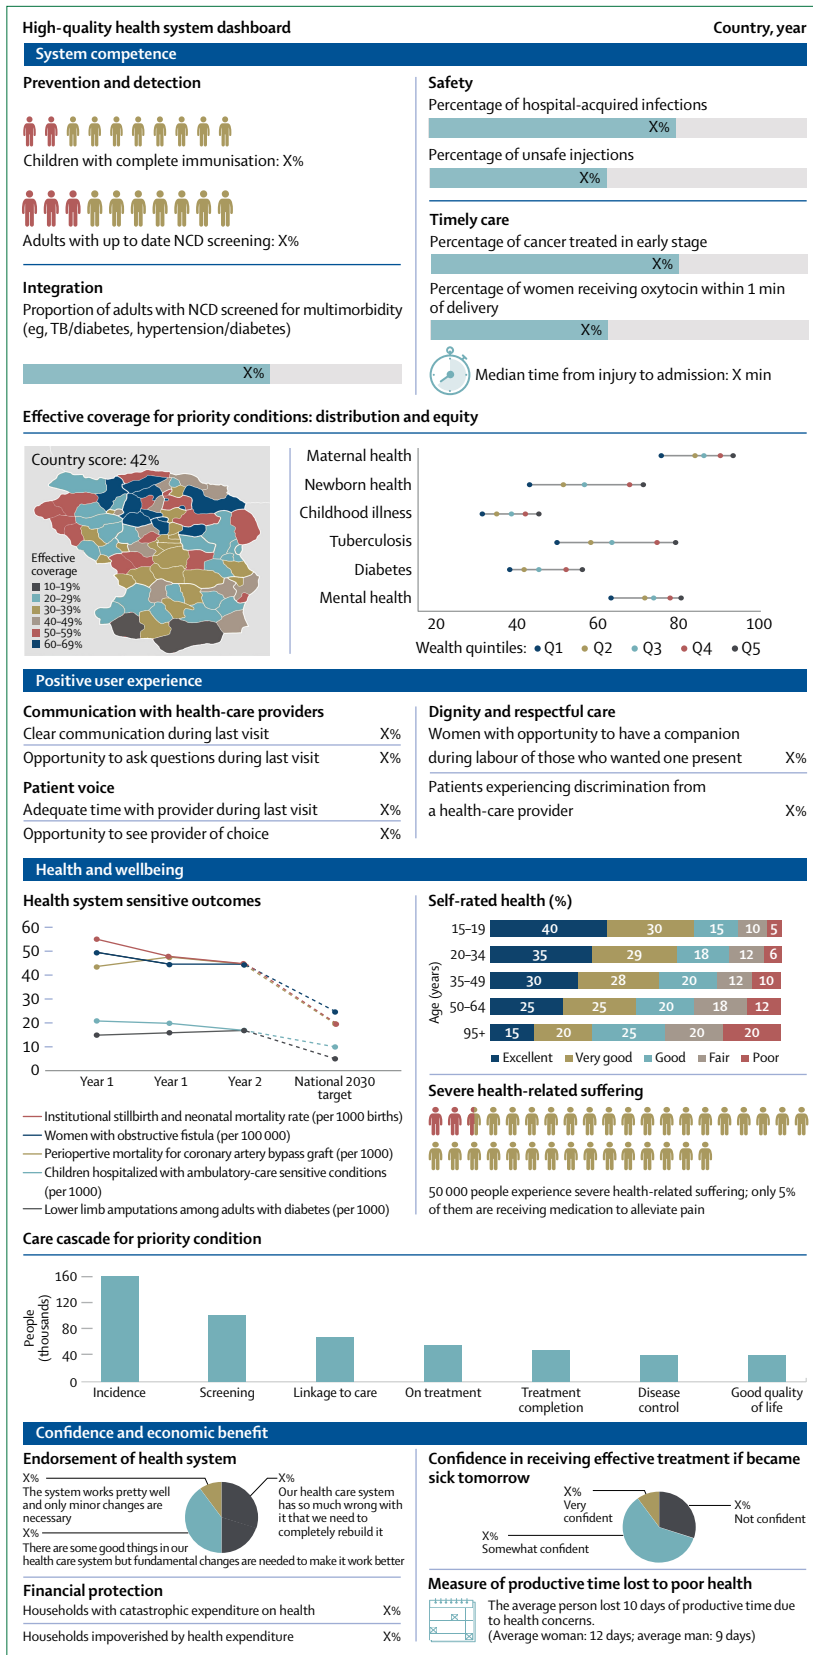 High-quality health system dashboard
Country, year
System competence
Prevention and detection
Children with complete immunisation: X%
Adults with up to date NCD screening: X%
Integration
Proportion of adults with NCD screened for multimorbidity
(eg, TB/diabetes, hypertension/diabetes)
X%
Safety
Percentage of hospital-acquired infections
X%
Percentage of unsafe injections
X%
Timely care
Percentage of cancer treated in early stage
X%
Percentage of women receiving oxytocin within 1 min
of delivery
X%
Median time from injury to admission: X min
Effective coverage for priority conditions: distribution and equity
Country score: 42%
Effective
coverage
10–19%
20–29%
30–39%
40–49%
50–59%
60–69%
Maternal health
Newborn health
Childhood illness
Tuberculosis
Diabetes
Mental health
20 40 60 80 100
Wealth quintiles: Q1 Q2 Q3 Q4 Q5
Positive user experience
Communication with health-care providers
Clear communication during last visit X%
Opportunity to ask questions during last visit X%
Patient voice
Adequate time with provider during last visit X%
Opportunity to see provider of choice X%
Dignity and respectful care
Women with opportunity to have a companion
during labour of those who wanted one present X%
Patients experiencing discrimination from
a health-care provider X%
Health and wellbeing
Health system sensitive outcomes
60
50
40
30
20
10
0
Year 1 Year 1 Year 2 National 2030
target
Institutional stillbirth and neonatal mortality rate (per 1000 births)
Women with obstructive fistula (per 100 000)
Periopertive mortality for coronary artery bypass graft (per 1000)
Children hospitalized with ambulatory-care sensitive conditions
(per 1000)
Lower limb amputations among adults with diabetes (per 1000)
Self-rated health (%)
Age (years)
15–19 40 30 15 10 5
20–34 35 29 18 12 6
35–49 30 28 20 12 10
50–64 25 25 20 18 12
95+ 15 20 25 20 20
Excellent Very good Good Fair Poor
Severe health-related suffering
50 000 people experience severe health-related suffering; only 5%
of them are receiving medication to alleviate pain
Care cascade for priority condition
People
(thousands)
160
120
80
40
0
Incidence Screening Linkage to care On treatment Treatment Disease Good quality
completion control of life
Confidence and economic benefit
Endorsement of health system
X%
The system works pretty well
and only minor changes are
necessary
X%
There are some good things in our
health care system but fundamental changes are needed to make it work better
X%
Our health care system
has so much wrong with
it that we need to
completely rebuild it
Financial protection
Households with catastrophic expenditure on health X%
Households impoverished by health expenditure X%
Confidence in receiving effective treatment if became
sick tomorrow
X%
Very
confident
X%
Not confident
X%
Somewhat confident
Measure of productive time lost to poor health
The average person lost 10 days of productive time due
to health concerns.
(Average woman: 12 days; average man: 9 days)